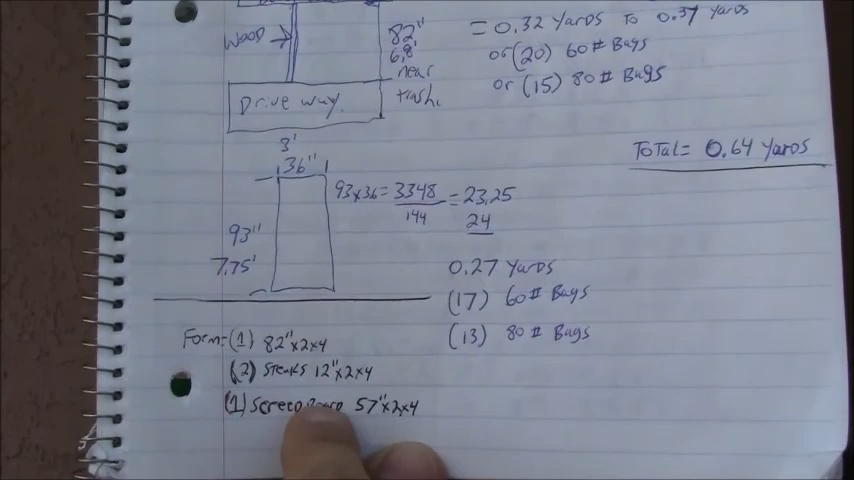 = 0.32 Yards To 0.37 Yards
or (20) 60# Bags
or (15) 80# Bags
WOOD
82"
6.8'
near
trash.
Drive way.
Total= 0.64 Yards
3'
36"
93x36= 3348 = 23.25
144
24
93"
7.75'
0.27 Yards
(17) 60# Bags
(13) 80# Bags
Form= (1) 82"x2x4
(2) Steaks 12"x2x4
(1) Screed Board 57"x2x4